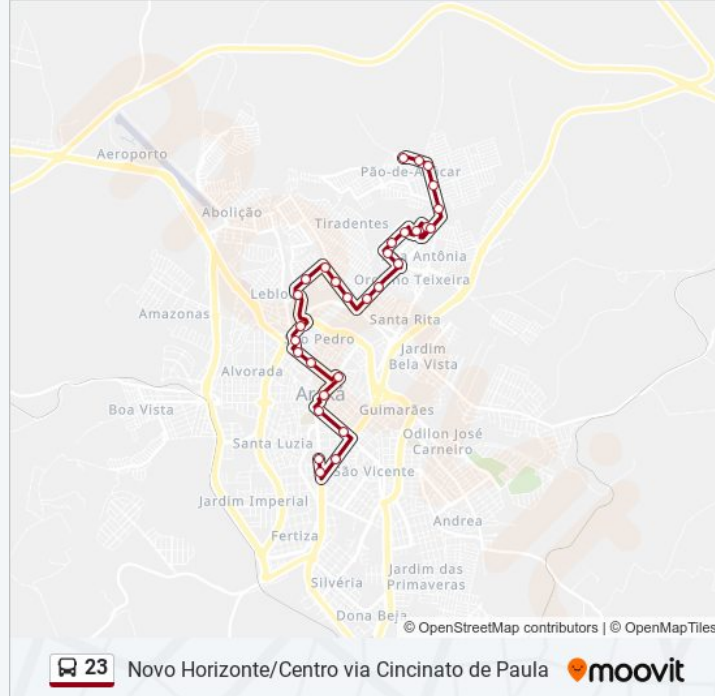 Aeroporto
Pão-de-Açúcar
Abolição
Tiradentes
Antônia
Teixeira
Leblo
Amazonas
Santa Rita
Pedro
Jardim
Bela Vista
Alvorada
Boa Vista
Guimarães
Odilon José
Carneiro
Santa Luzia
São Vicente
Jardim Imperial
Andrea
Fertiza
Jardim das
Primaveras
Silvéria
Dona Beja
© OpenStreetMap contributors | © OpenMapTiles
23 Novo Horizonte/Centro via Cincinato de Paula moovit